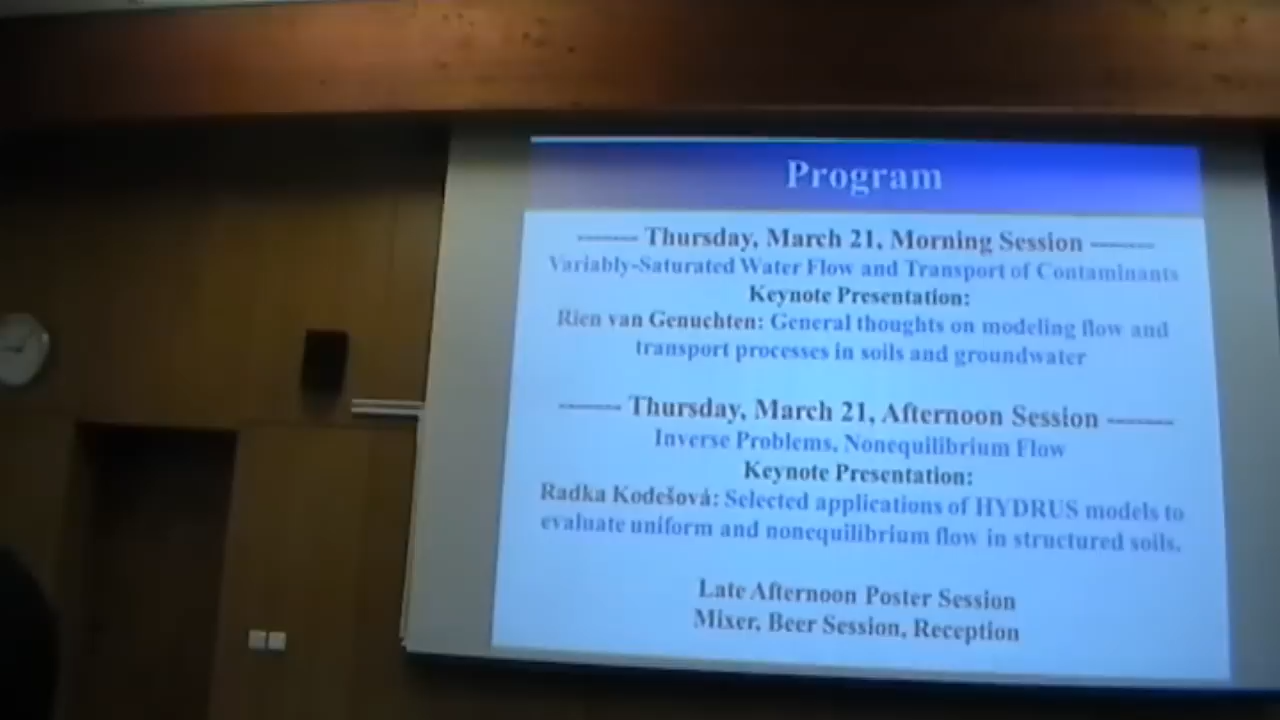 Program
------- Thursday, March 21, Morning Session -------
Variably-Saturated Water Flow and Transport of Contaminants
Keynote Presentation:
Rien van Genuchten: General thoughts on modeling flow and
transport processes in soils and groundwater
------- Thursday, March 21, Afternoon Session -------
Inverse Problems, Nonequilibrium Flow
Keynote Presentation:
Radka Kodešová: Selected applications of HYDRUS models to
evaluate uniform and nonequilibrium flow in structured soils.
Late Afternoon Poster Session
Mixer, Beer Session, Reception